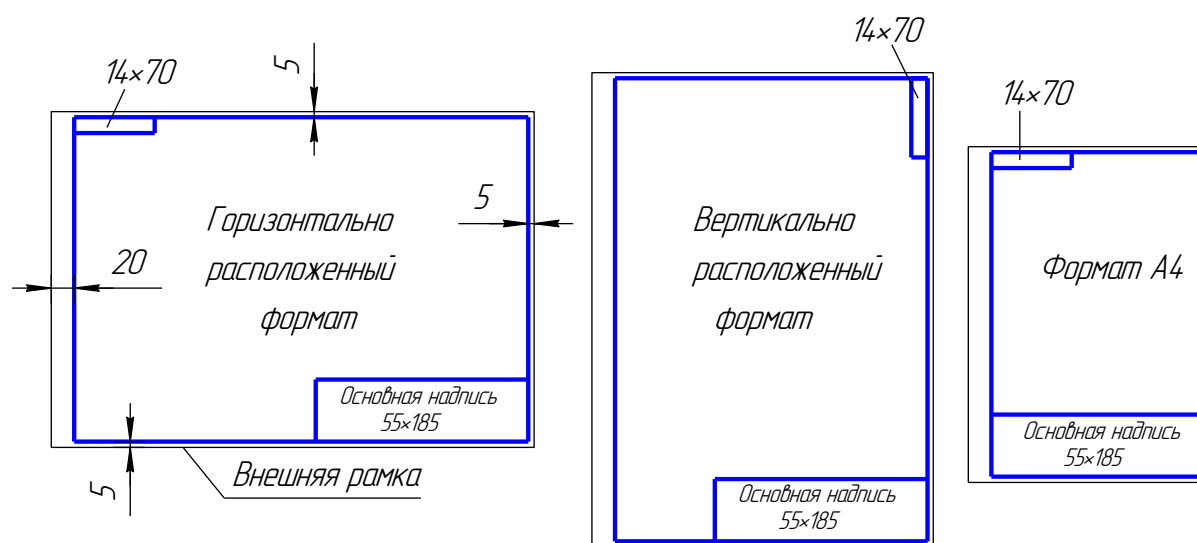 14×70
5
Горизонтально
расположенный
формат
5
20
Основная надпись
55×185
5
Внешняя рамка
14×70
Вертикально
расположенный
формат
Основная надпись
55×185
14×70
Формат А4
Основная надпись
55×185